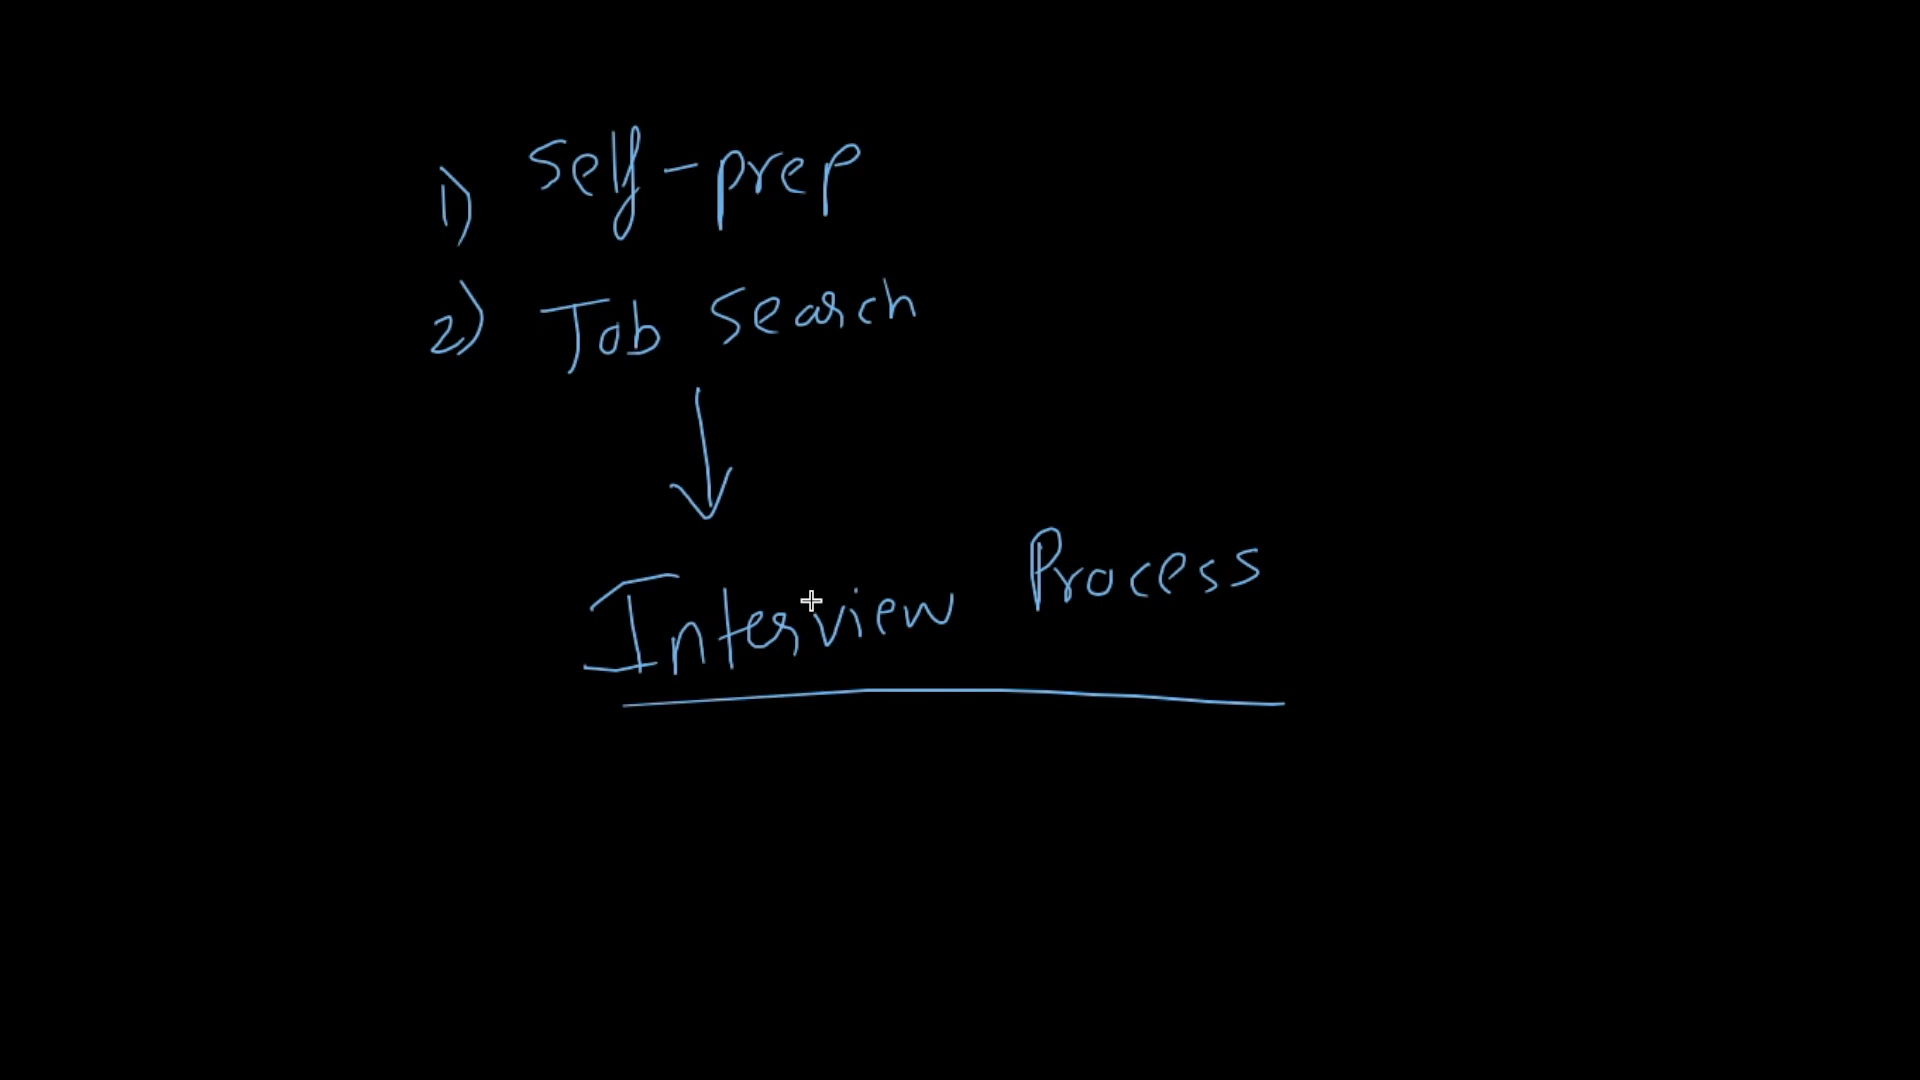 1) Self-prep
2) Job Search
Interview Process